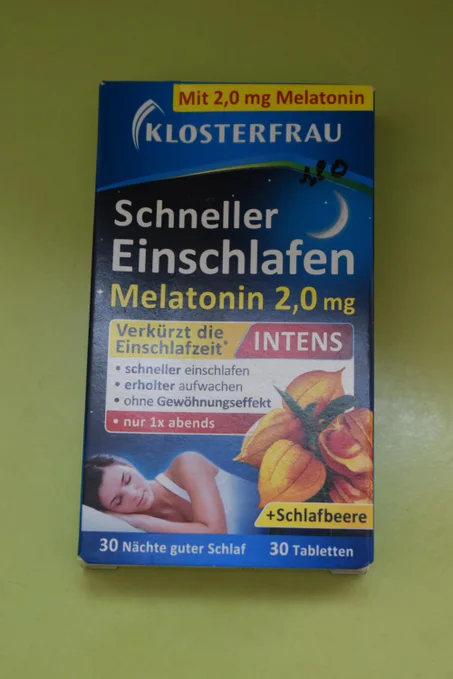 Mit 2,0 mg Melatonin
KLOSTERFRAU
Schneller
Einschlafen
Melatonin 2,0 mg
Verkürzt die
Einschlafzeit*
INTENS
• schneller einschlafen
• erholter aufwachen
• ohne Gewöhnungseffekt
• nur 1x abends
+Schlafbeere
30 Nächte guter Schlaf 30 Tabletten